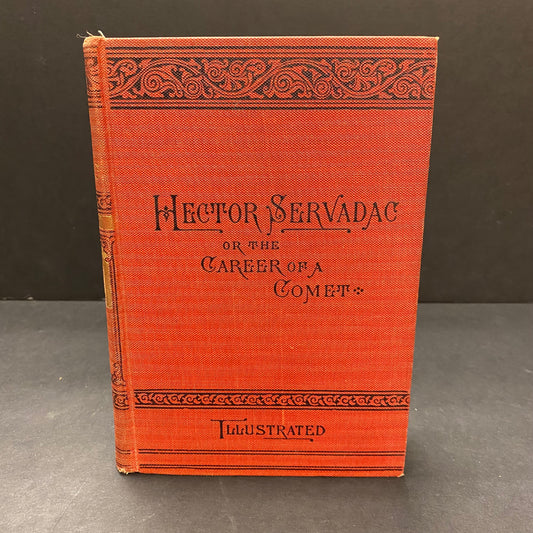 HECTOR SERVADAC
OR THE
CAREER OF A
COMET
ILLUSTRATED